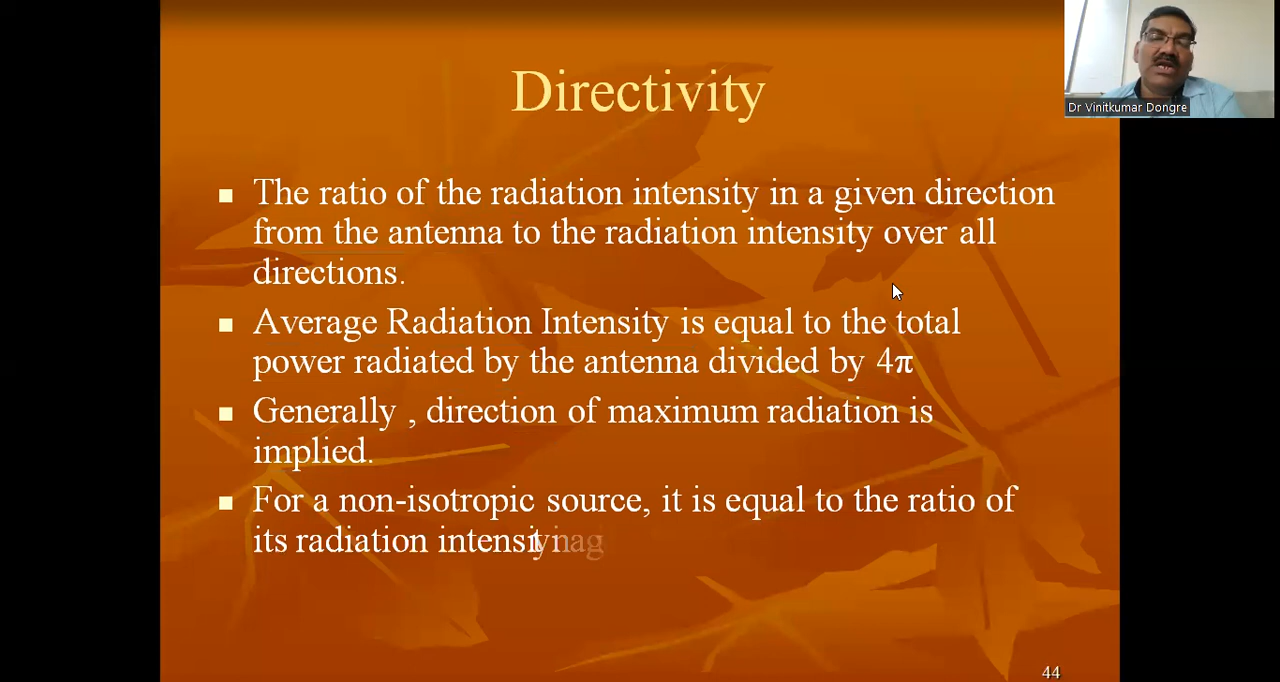 Dr Vinitkumar Dongre
Directivity
The ratio of the radiation intensity in a given direction
from the antenna to the radiation intensity over all
directions.
Average Radiation Intensity is equal to the total
power radiated by the antenna divided by 4π
Generally , direction of maximum radiation is
implied.
For a non-isotropic source, it is equal to the ratio of
its radiation intensity in a g
44